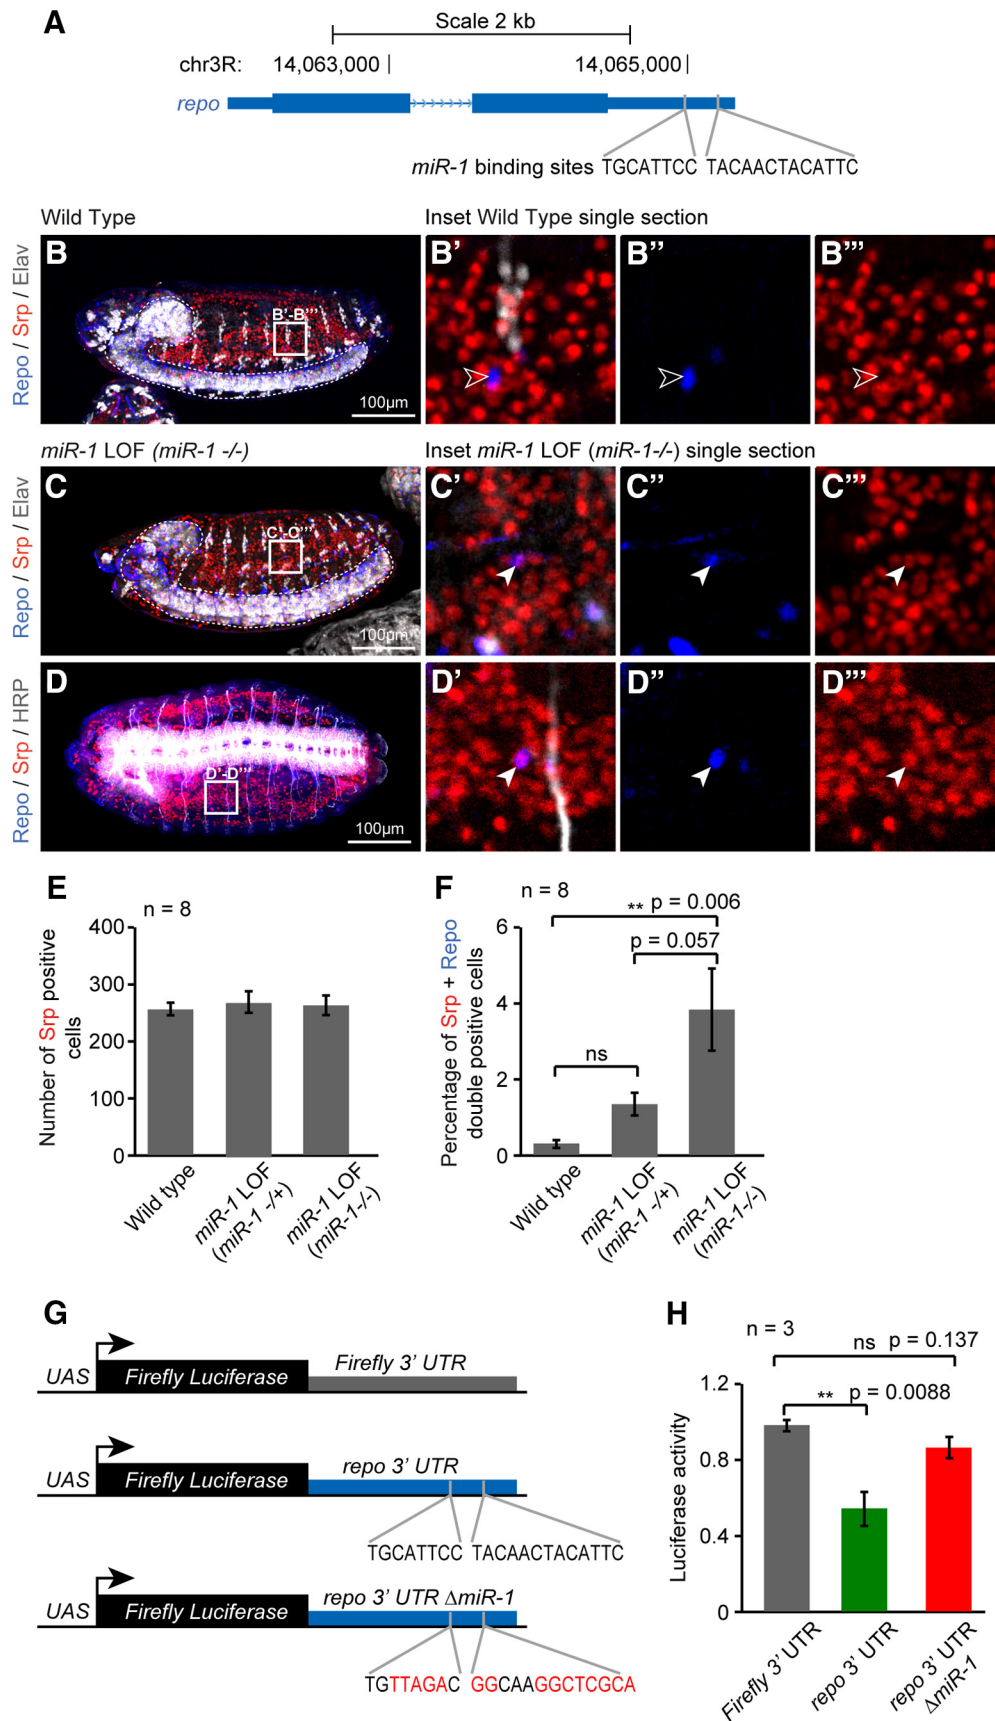 A
Scale 2 kb
chr3R: 14,063,000 14,065,000
repo
miR-1 binding sites TGCATTCC TACAACTACATTC
Wild Type
Inset Wild Type single section
Repo / Srp / Elav
B
B'-B'''
100µm
B'
B''
B'''
miR-1 LOF (miR-1 -/-)
Inset miR-1 LOF (miR-1-/-) single section
Repo / Srp / Elav
C
C'-C'''
100µm
C'
C''
C'''
Repo / Srp / HRP
D
D'-D'''
100µm
D'
D''
D'''
E
n = 8
Number of Srp positive
cells
400
300
200
100
0
Wild type
miR-1 LOF
(miR-1 -/+)
miR-1 LOF
(miR-1-/-)
F
n = 8
** p = 0.006
p = 0.057
ns
Percentage of Srp + Repo
double positive cells
6
4
2
0
Wild type
miR-1 LOF
(miR-1 -/+)
miR-1 LOF
(miR-1-/-)
G
UAS Firefly Luciferase Firefly 3' UTR
UAS Firefly Luciferase repo 3' UTR
TGCATTCC TACAACTACATTC
UAS Firefly Luciferase repo 3' UTR ΔmiR-1
TGTTAGAC GGCAAGGCTCGCA
H
n = 3
ns p = 0.137
** p = 0.0088
Luciferase activity
1.2
0.8
0.4
0
Firefly 3' UTR
repo 3' UTR
repo 3' UTR
ΔmiR-1